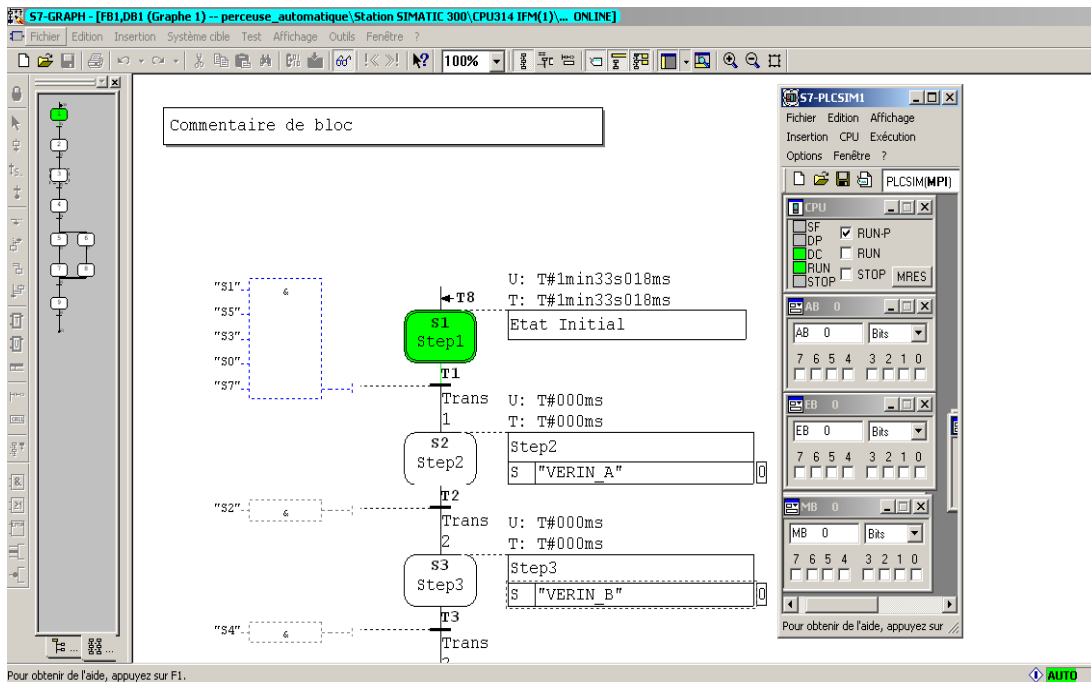 S7-GRAPH - [FB1,DB1 (Graphe 1) -- perceuse_automatique\Station SIMATIC 300\CPU314 IFM(1)\... ONLINE]
Fichier Edition Insertion Système cible Test Affichage Outils Fenêtre ?
100%
Commentaire de bloc
"S1"
"S5"
"S3"
"S0"
"S7"
&
T8
S1
Step1
U: T#1min33s018ms
T: T#1min33s018ms
Etat Initial
T1
Trans
1
U: T#000ms
T: T#000ms
S2
Step2
Step2
S "VERIN_A" 0
"S2"
&
T2
Trans
2
U: T#000ms
T: T#000ms
S3
Step3
Step3
S "VERIN_B" 0
"S4"
&
T3
Trans
S7-PLCSIM1
Fichier Edition Affichage
Insertion CPU Exécution
Options Fenêtre ?
PLCSIM(MPI)
CPU
SF
DP
DC
RUN
STOP
RUN-P
RUN
STOP
MRES
AB 0
AB 0 Bits
7 6 5 4 3 2 1 0
EB 0
EB 0 Bits
7 6 5 4 3 2 1 0
MB 0
MB 0 Bits
7 6 5 4 3 2 1 0
Pour obtenir de l'aide, appuyez sur
Pour obtenir de l'aide, appuyez sur F1.
AUTO